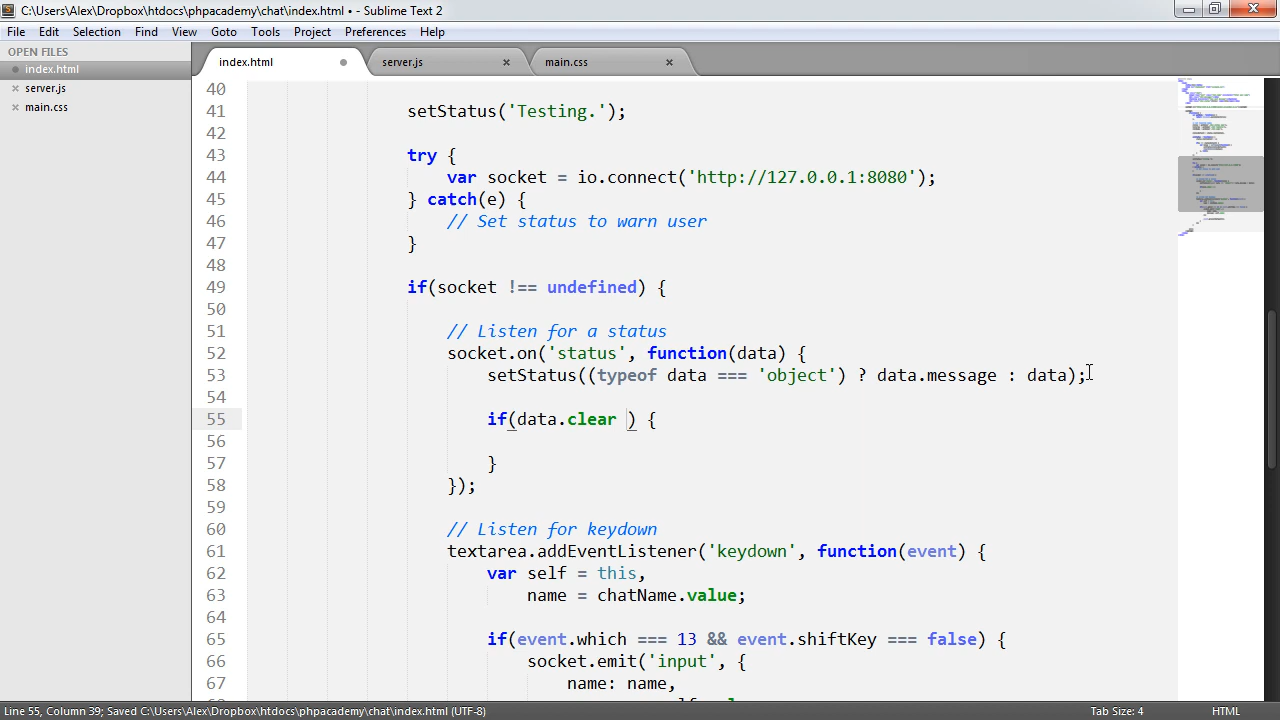 C:\Users\Alex\Dropbox\htdocs\phpacademy\chat\index.html • - Sublime Text 2
File Edit Selection Find View Goto Tools Project Preferences Help
OPEN FILES
index.html
server.js
main.css
index.html server.js main.css
40
41 setStatus('Testing.');
42
43 try {
44 var socket = io.connect('http://127.0.0.1:8080');
45 } catch(e) {
46 // Set status to warn user
47 }
48
49 if(socket !== undefined) {
50
51 // Listen for a status
52 socket.on('status', function(data) {
53 setStatus((typeof data === 'object') ? data.message : data);
54
55 if(data.clear ) {
56
57 }
58 });
59
60 // Listen for keydown
61 textarea.addEventListener('keydown', function(event) {
62 var self = this,
63 name = chatName.value;
64
65 if(event.which === 13 && event.shiftKey === false) {
66 socket.emit('input', {
67 name: name,
Line 55, Column 39; Saved C:\Users\Alex\Dropbox\htdocs\phpacademy\chat\index.html (UTF-8) Tab Size: 4 HTML